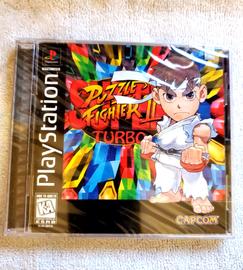 PlayStation
PUZZLE
FIGHTER II
TURBO
CAPCOM